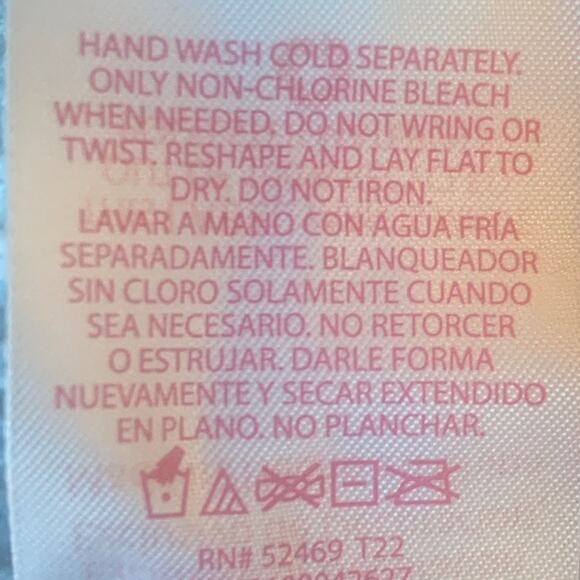 HAND WASH COLD SEPARATELY.
ONLY NON-CHLORINE BLEACH
WHEN NEEDED. DO NOT WRING OR
TWIST. RESHAPE AND LAY FLAT TO
DRY. DO NOT IRON.
LAVAR A MANO CON AGUA FRÍA
SEPARADAMENTE. BLANQUEADOR
SIN CLORO SOLAMENTE CUANDO
SEA NECESARIO. NO RETORCER
O ESTRUJAR. DARLE FORMA
NUEVAMENTE Y SECAR EXTENDIDO
EN PLANO. NO PLANCHAR.
RN# 52469 T22